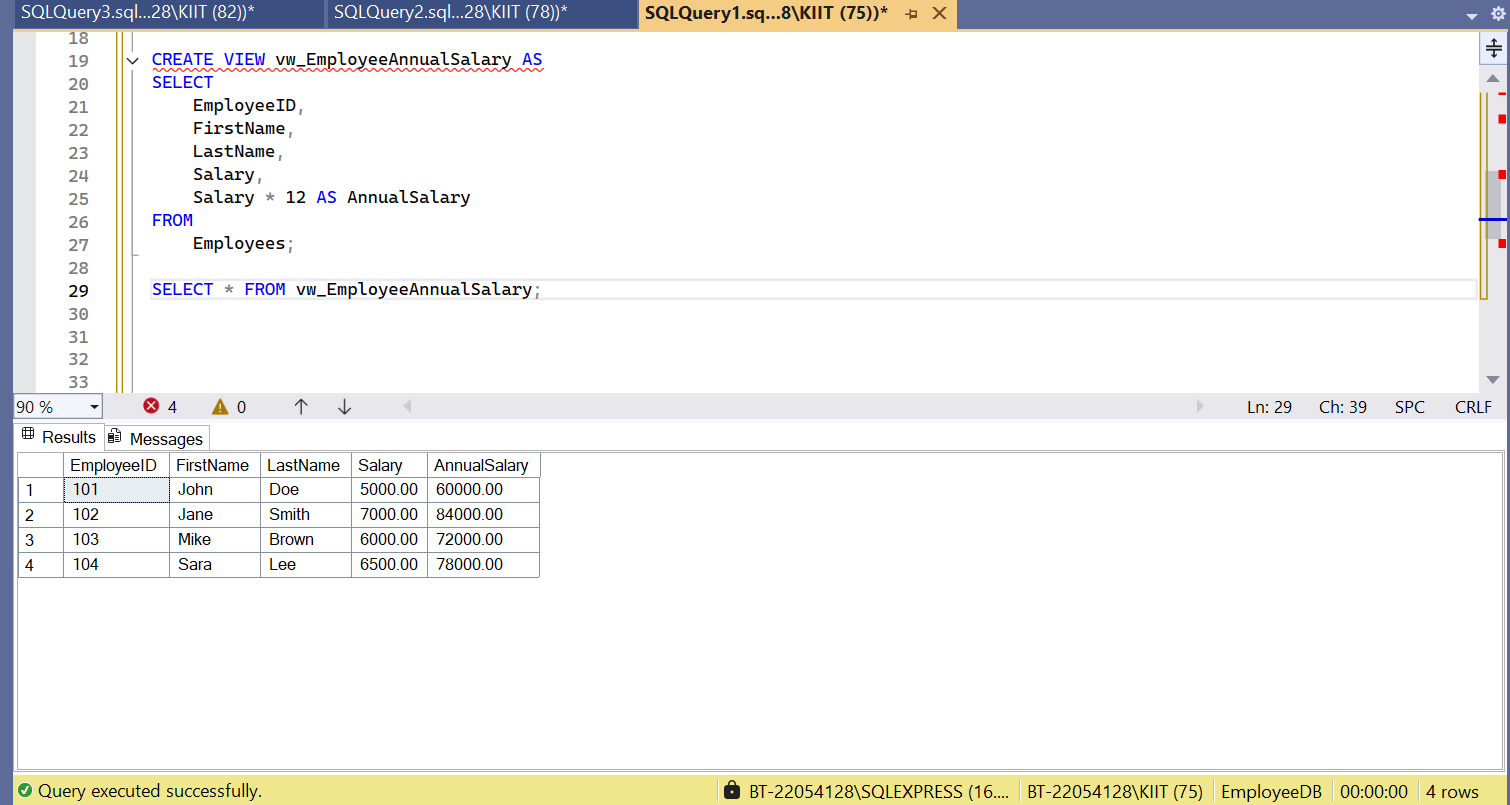 SQLQuery3.sql...28\KIIT (82))* SQLQuery2.sql...28\KIIT (78))* SQLQuery1.sq...8\KIIT (75))*
18
19 CREATE VIEW vw_EmployeeAnnualSalary AS
20 SELECT
21 EmployeeID,
22 FirstName,
23 LastName,
24 Salary,
25 Salary * 12 AS AnnualSalary
26 FROM
27 Employees;
28
29 SELECT * FROM vw_EmployeeAnnualSalary;
30
31
32
33
90 % 4 0 Ln: 29 Ch: 39 SPC CRLF
Results Messages
EmployeeID FirstName LastName Salary AnnualSalary
1 101 John Doe 5000.00 60000.00
2 102 Jane Smith 7000.00 84000.00
3 103 Mike Brown 6000.00 72000.00
4 104 Sara Lee 6500.00 78000.00
Query executed successfully. BT-22054128\SQLEXPRESS (16.... BT-22054128\KIIT (75) EmployeeDB 00:00:00 4 rows